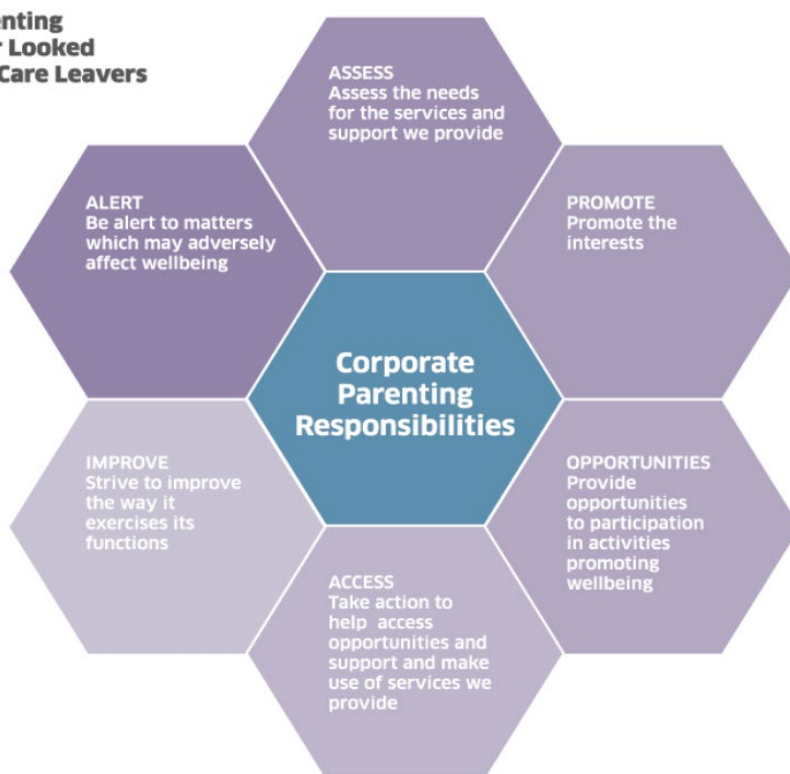 enting
r Looked
Care Leavers
ASSESS
Assess the needs
for the services and
support we provide
ALERT
Be alert to matters
which may adversely
affect wellbeing
PROMOTE
Promote the
interests
Corporate
Parenting
Responsibilities
IMPROVE
Strive to improve
the way it
exercises its
functions
OPPORTUNITIES
Provide
opportunities
to participation
in activities
promoting
wellbeing
ACCESS
Take action to
help access
opportunities and
support and make
use of services we
provide